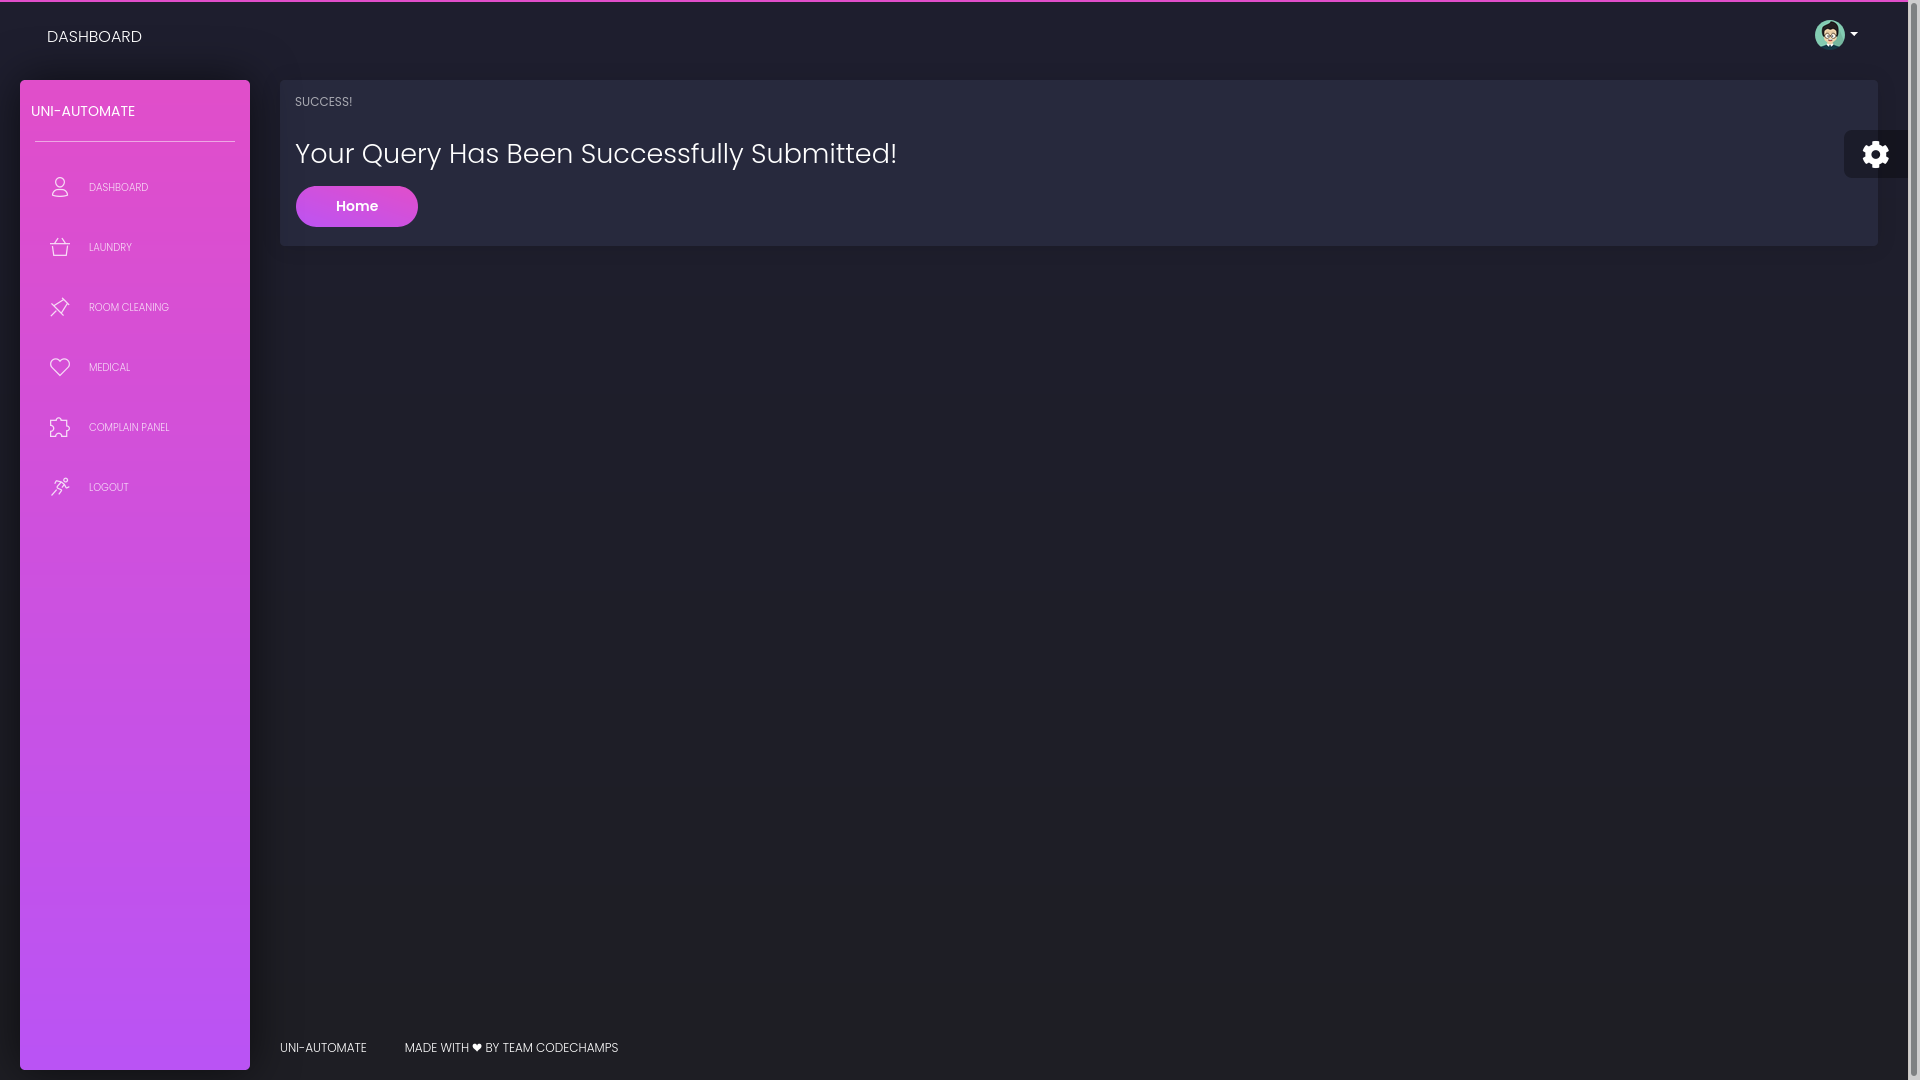 DASHBOARD
UNI-AUTOMATE
DASHBOARD
LAUNDRY
ROOM CLEANING
MEDICAL
COMPLAIN PANEL
LOGOUT
SUCCESS!
Your Query Has Been Successfully Submitted!
Home
UNI-AUTOMATE MADE WITH ❤ BY TEAM CODECHAMPS